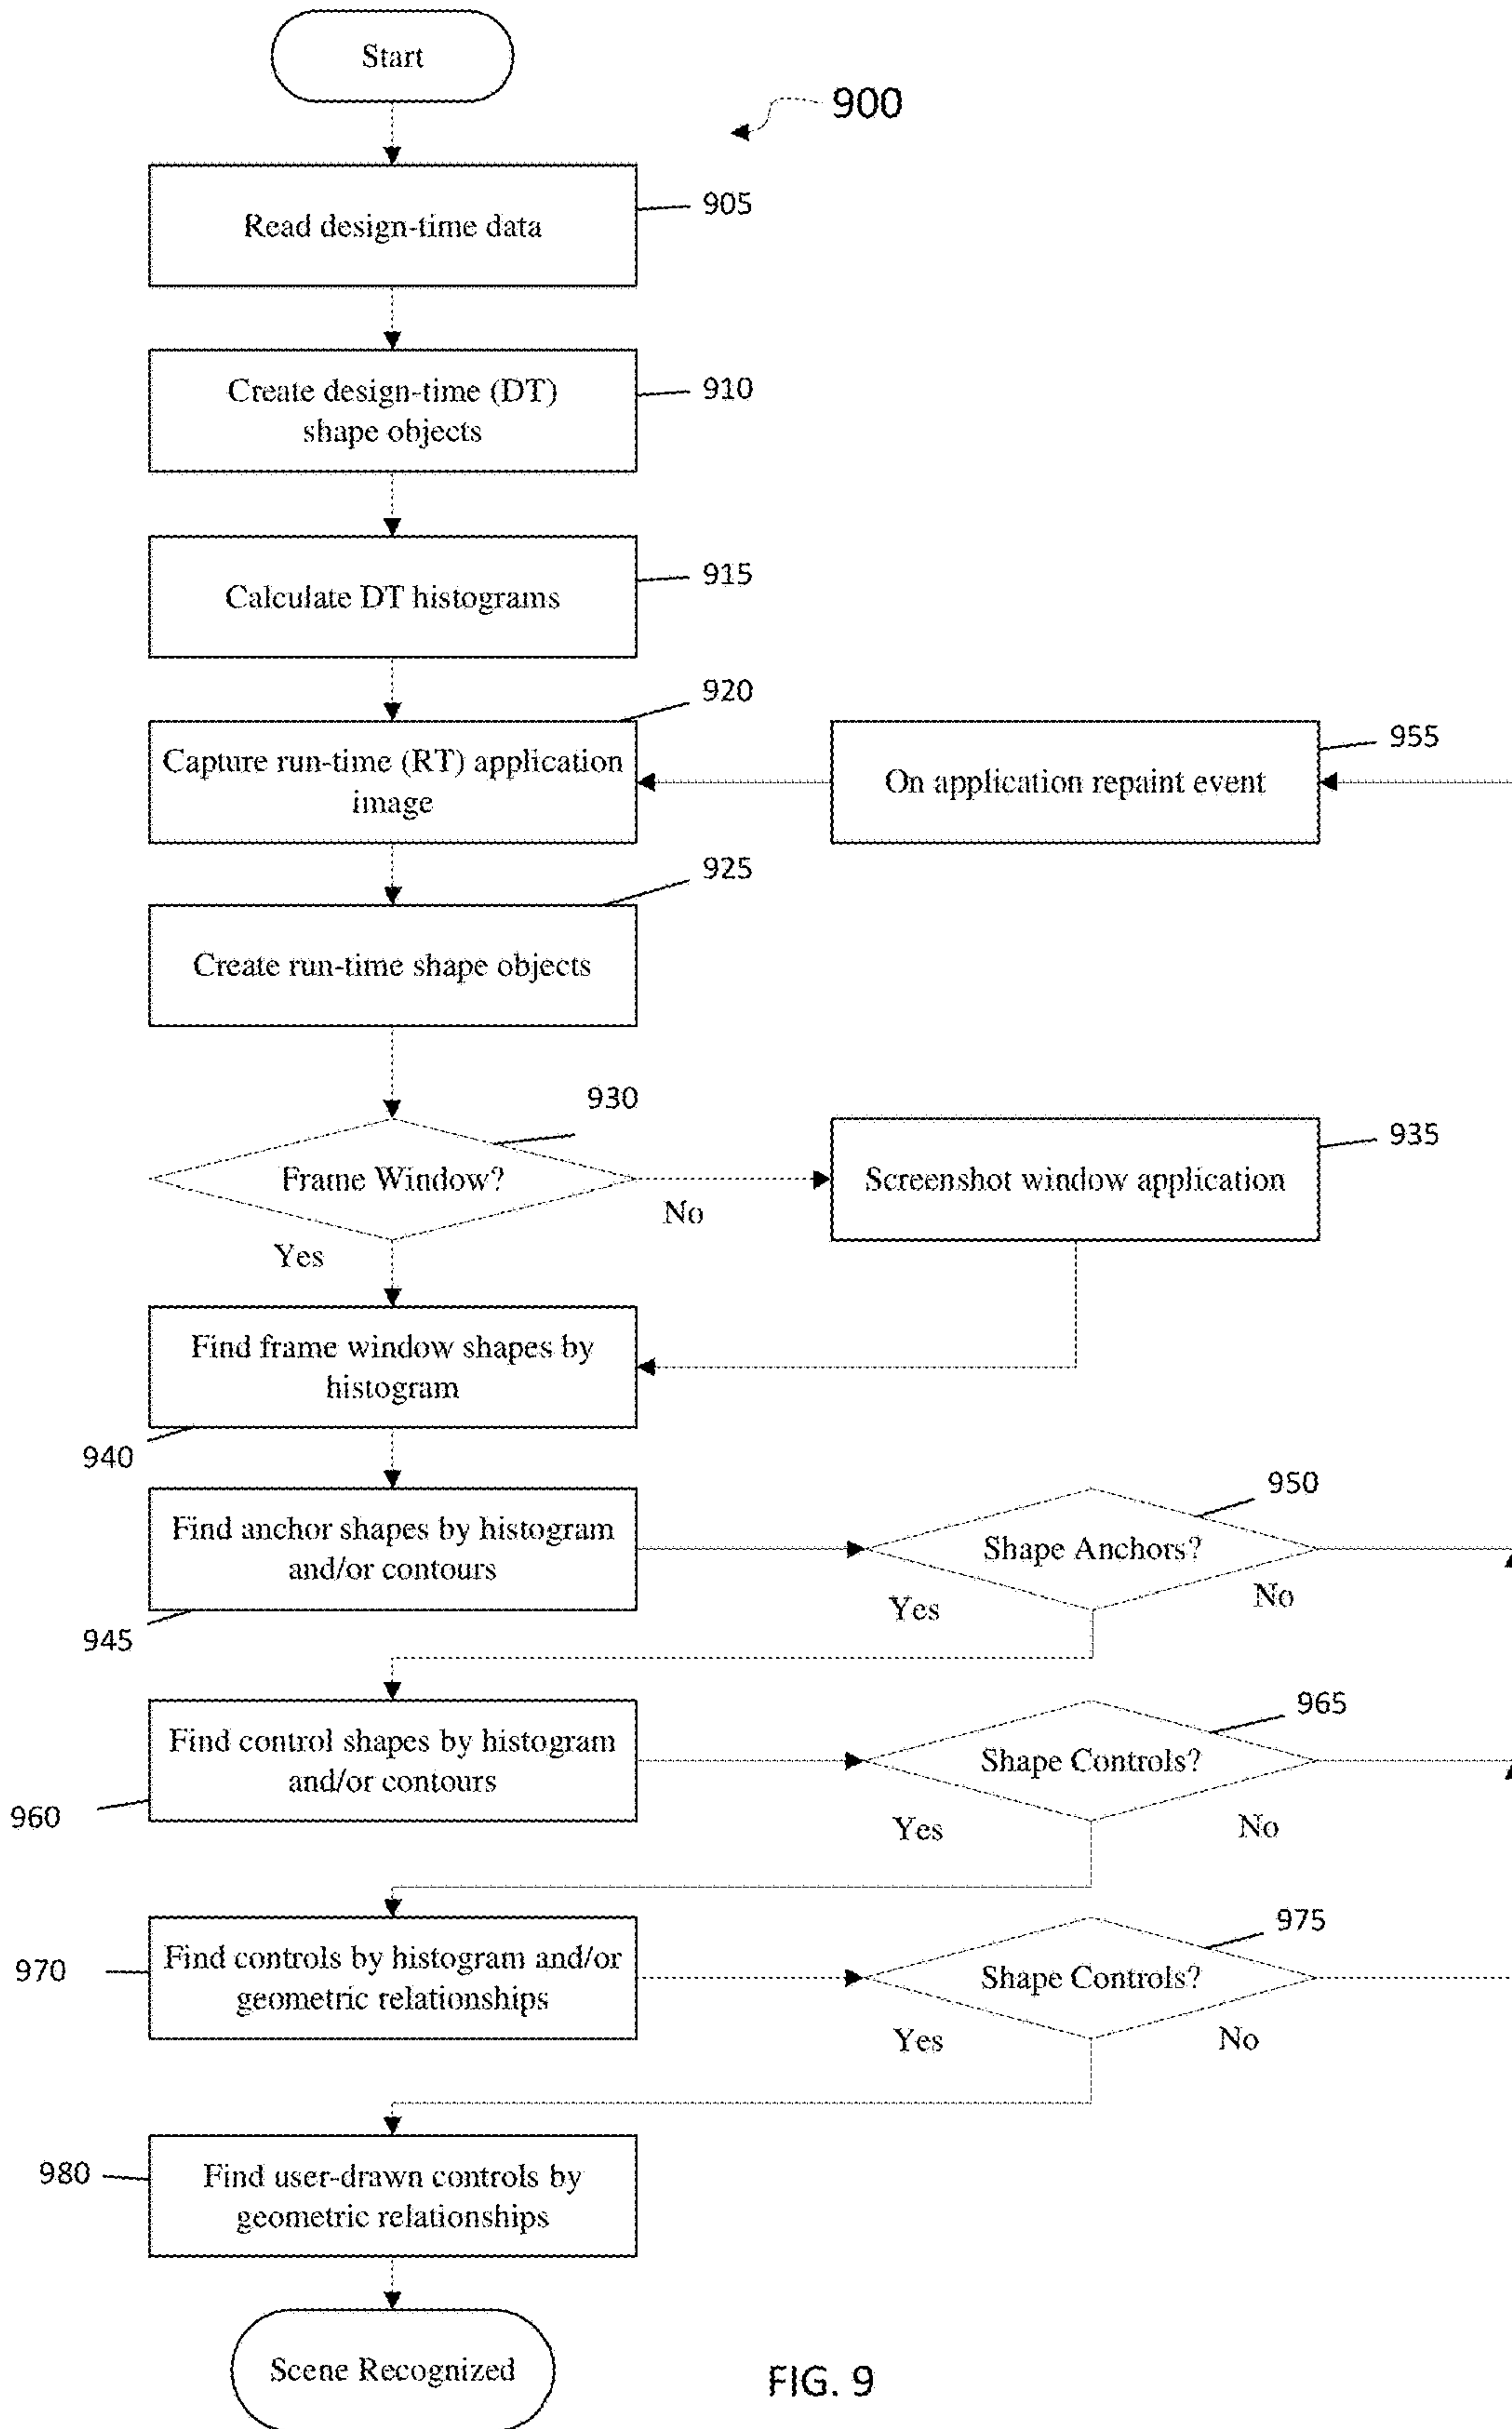 Start
900
Read design-time data
905
Create design-time (DT)
shape objects
910
Calculate DT histograms
915
920
Capture run-time (RT) application
image
On application repaint event
955
925
Create run-time shape objects
930
Frame Window?
No
Yes
Screenshot window application
935
Find frame window shapes by
histogram
940
Find anchor shapes by histogram
and/or contours
945
950
Shape Anchors?
Yes
No
Find control shapes by histogram
and/or contours
960
965
Shape Controls?
Yes
No
970
Find controls by histogram and/or
geometric relationships
975
Shape Controls?
Yes
No
980
Find user-drawn controls by
geometric relationships
Scene Recognized
FIG. 9